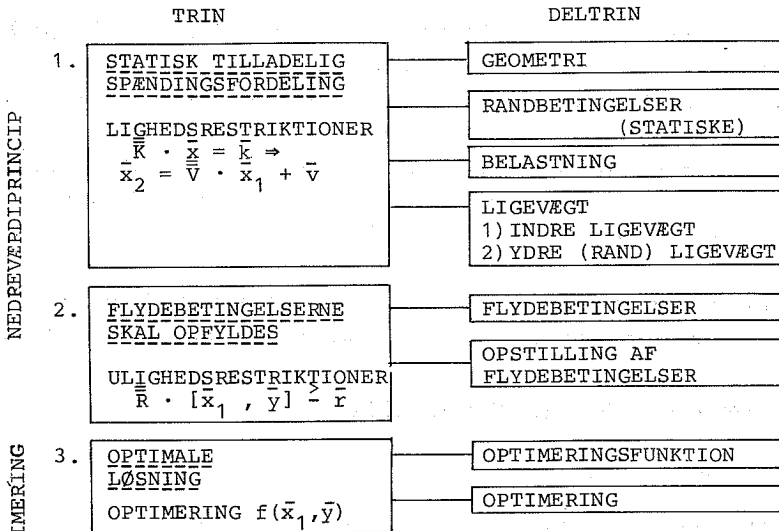 TRIN
DELTRIN
NEDREVÆRDIPRINCIP
1.
STATISK TILLADELIG
SPÆNDINGSFORDELING
LIGHEDSRESTRIKTIONER
K̿ · x̄ = k̄ ⇒
x̄₂ = V̿ · x̄₁ + v̄
GEOMETRI
RANDBETINGELSER
(STATISKE)
BELASTNING
LIGEVÆGT
1) INDRE LIGEVÆGT
2) YDRE (RAND) LIGEVÆGT
2.
FLYDEBETINGELSERNE
SKAL OPFYLDES
ULIGHEDSRESTRIKTIONER
R̿ · [x̄₁ , ȳ] ≥ r̄
FLYDEBETINGELSER
OPSTILLING AF
FLYDEBETINGELSER
IMERING
3.
OPTIMALE
LØSNING
OPTIMERING f(x̄₁,ȳ)
OPTIMERINGSFUNKTION
OPTIMERING